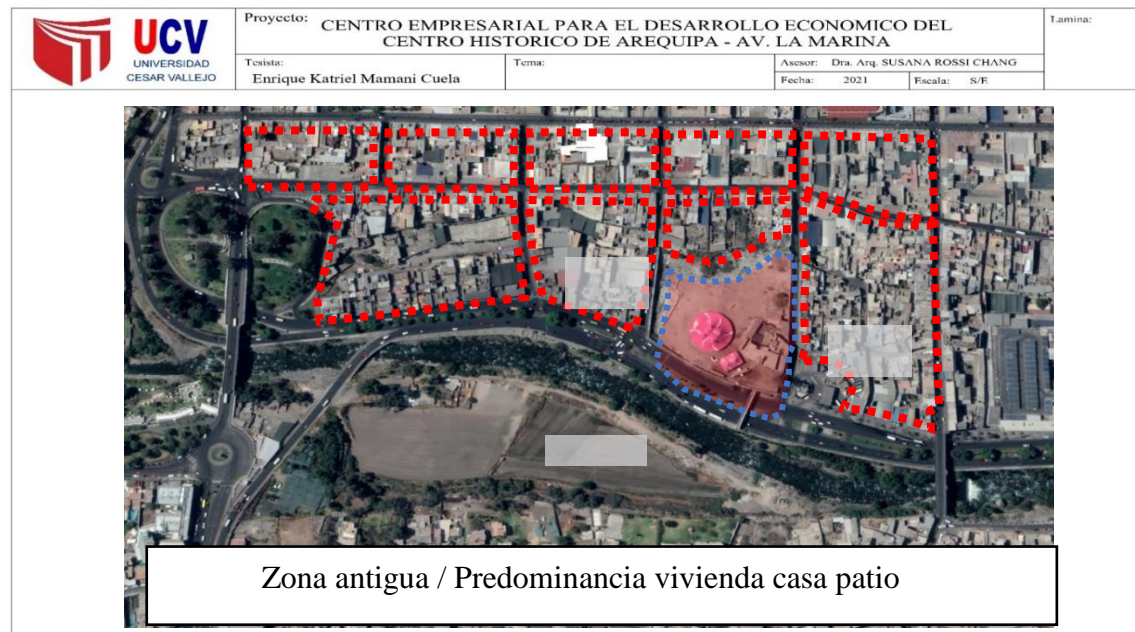 UCV
UNIVERSIDAD
CESAR VALLEJO
Proyecto: CENTRO EMPRESARIAL PARA EL DESARROLLO ECONOMICO DEL
CENTRO HISTORICO DE AREQUIPA - AV. LA MARINA
Lamina:
Tesista:
Enrique Katriel Mamani Cuela
Tema:
Asesor: Dra. Arq. SUSANA ROSSI CHANG
Fecha: 2021 Escala: S/E
Zona antigua / Predominancia vivienda casa patio